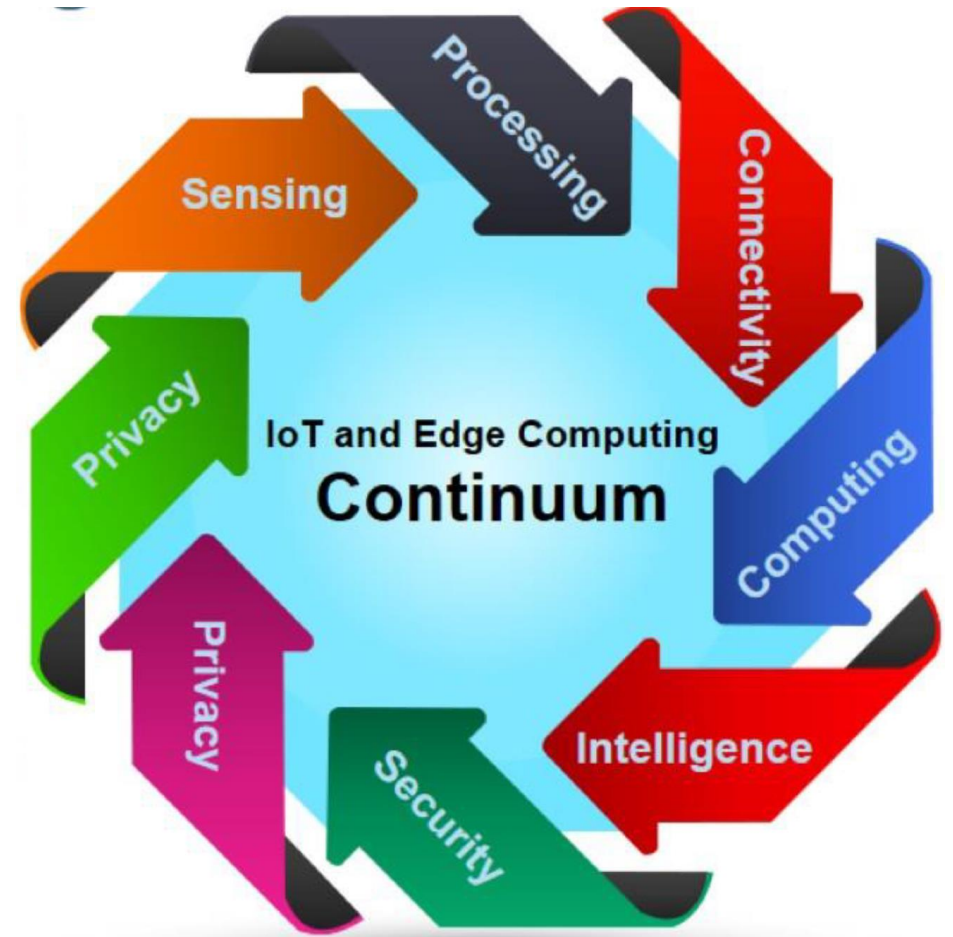 Processing
Sensing
Connectivity
Privacy
IoT and Edge Computing
Continuum
Computing
Privacy
Intelligence
Security